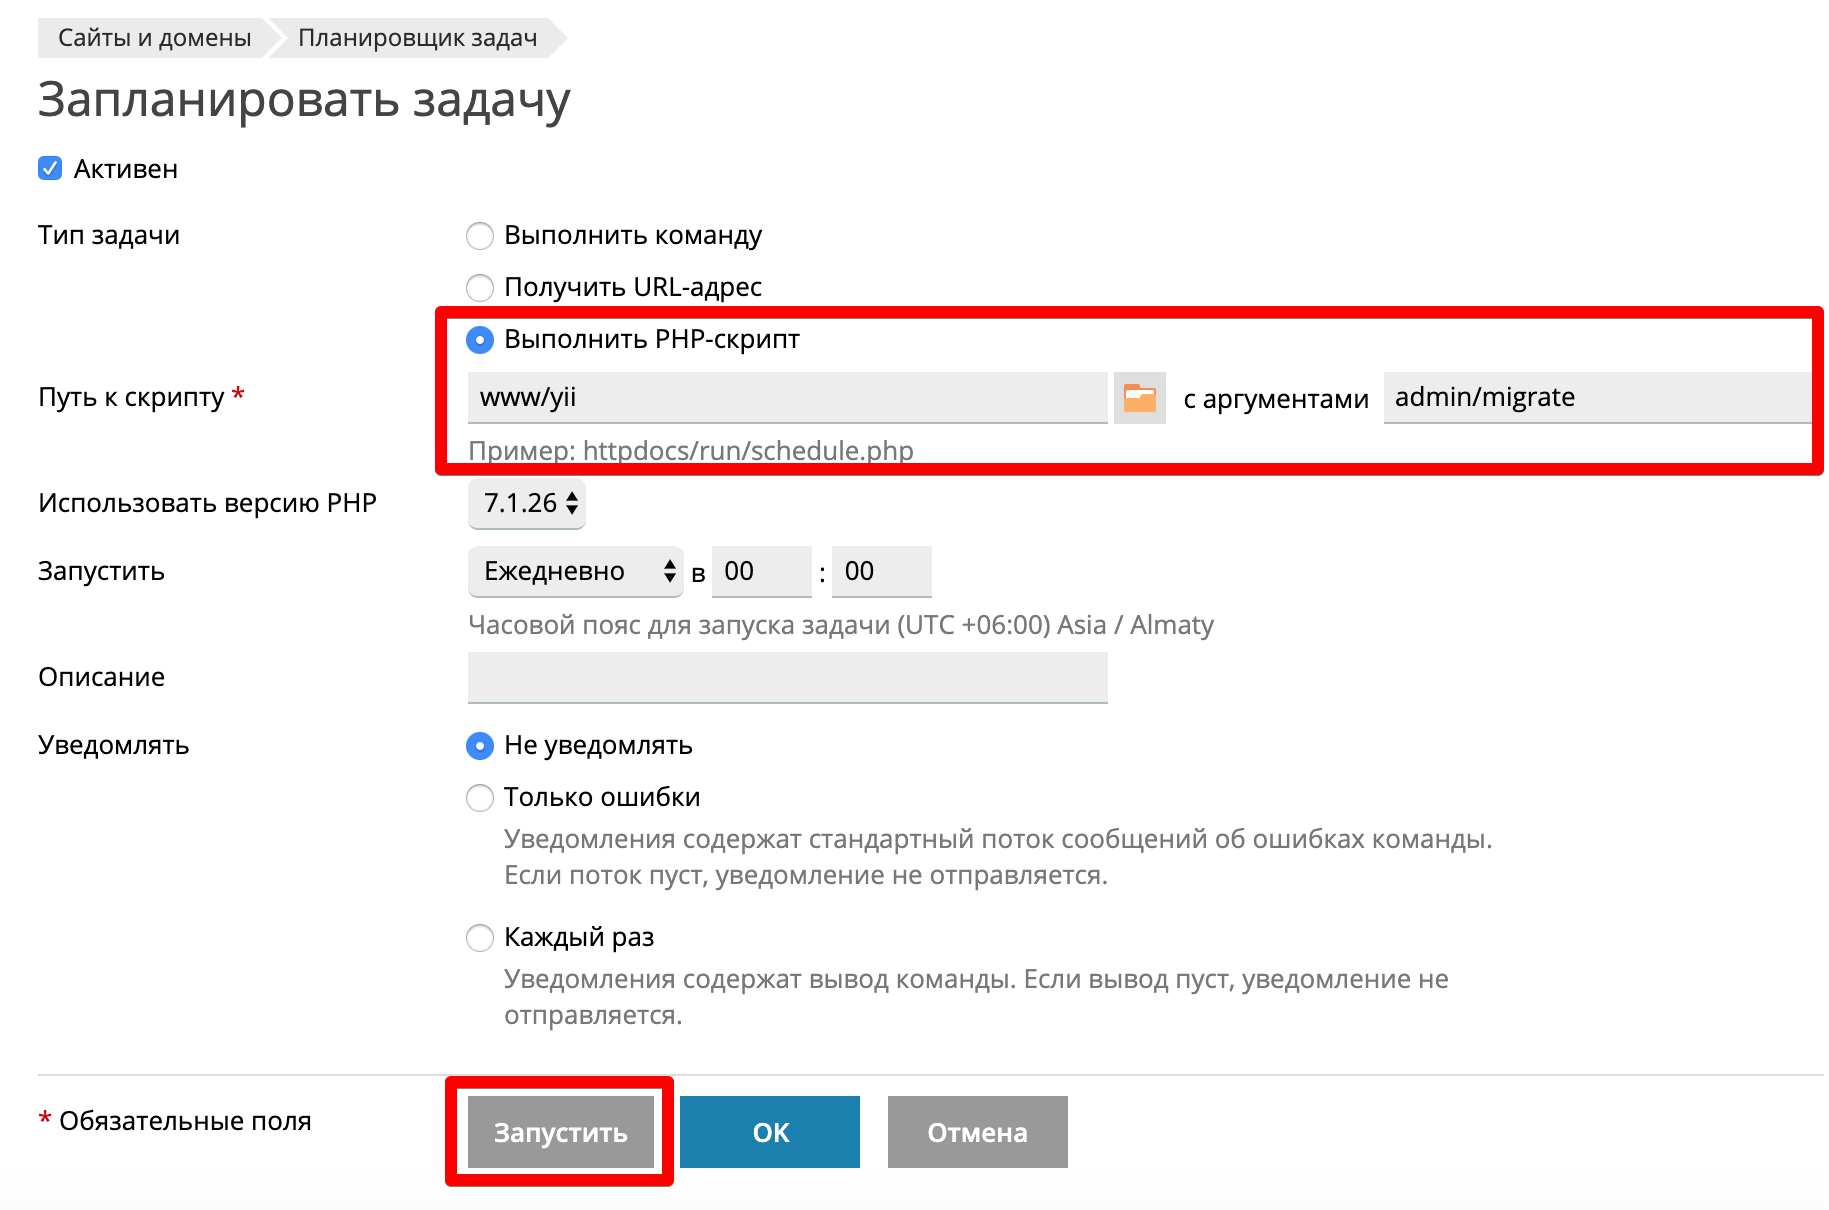 Сайты и домены Планировщик задач
Запланировать задачу
Активен
Тип задачи Выполнить команду
Получить URL-адрес
Выполнить PHP-скрипт
Путь к скрипту * www/yii с аргументами admin/migrate
Пример: httpdocs/run/schedule.php
Использовать версию PHP 7.1.26
Запустить Ежедневно в 00 : 00
Часовой пояс для запуска задачи (UTC +06:00) Asia / Almaty
Описание
Уведомлять Не уведомлять
Только ошибки
Уведомления содержат стандартный поток сообщений об ошибках команды.
Если поток пуст, уведомление не отправляется.
Каждый раз
Уведомления содержат вывод команды. Если вывод пуст, уведомление не
отправляется.
* Обязательные поля Запустить OK Отмена